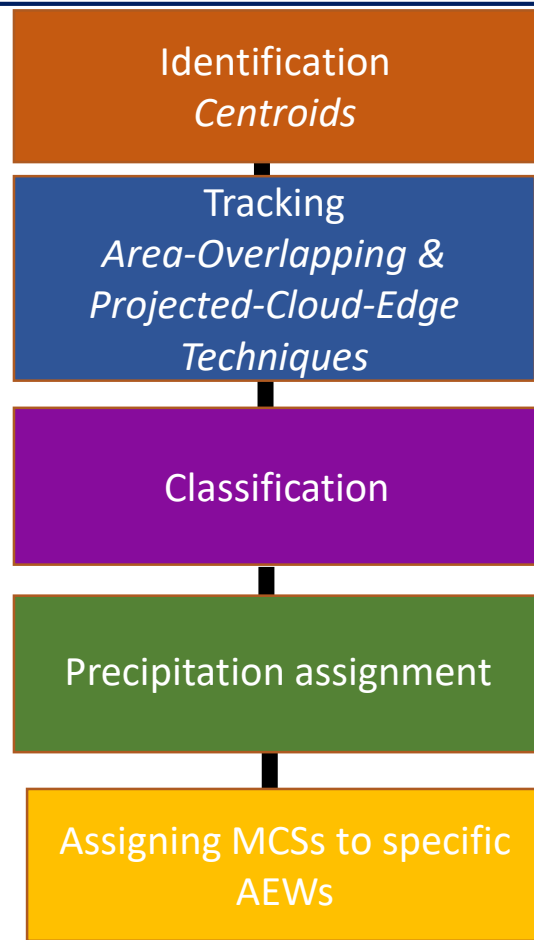 Identification
Centroids
Tracking
Area-Overlapping &
Projected-Cloud-Edge
Techniques
Classification
Precipitation assignment
Assigning MCSs to specific
AEWs